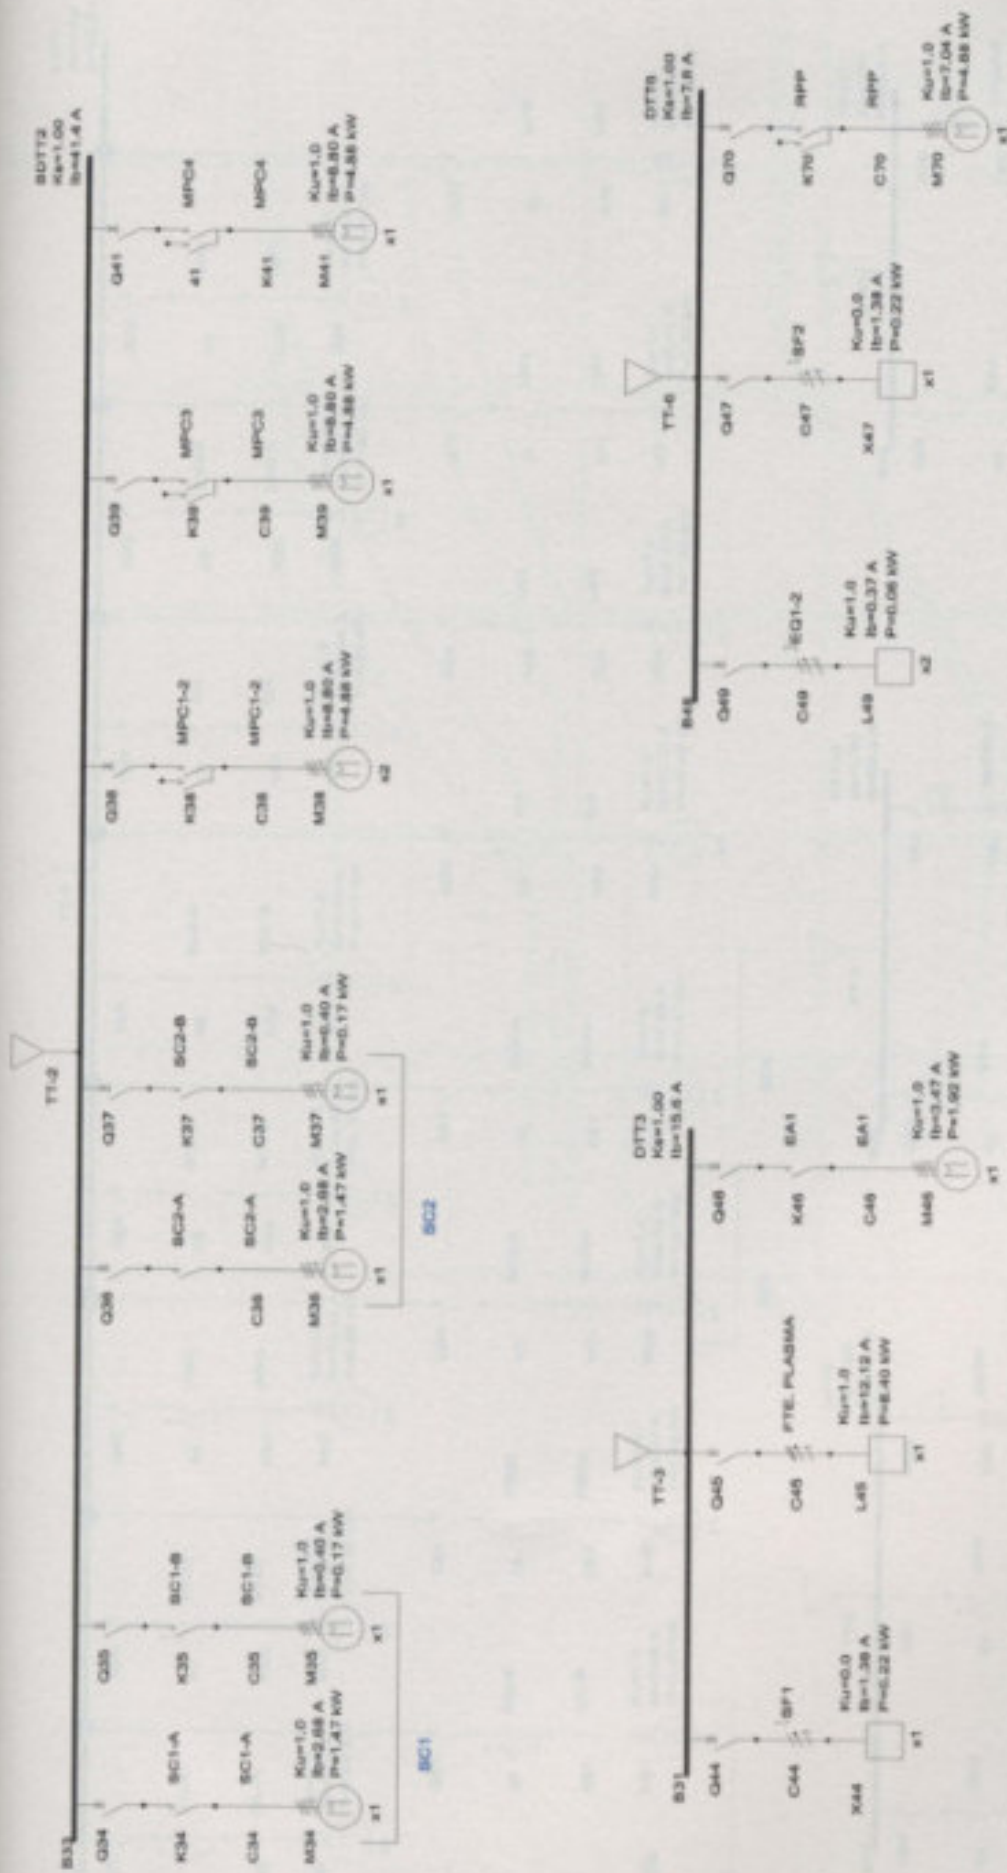 TT-2
BDTT2
Ks=1.00
Ib=41.4 A
B33
Q34
K34
SC1-A
C34
SC1-A
M34
Ku=1.0
Ib=2.68 A
P=1.47 kW
x1
Q35
K35
SC1-B
C35
SC1-B
M35
Ku=1.0
Ib=0.40 A
P=0.17 kW
x1
SC1
Q36
SC2-A
C36
SC2-A
M36
Ku=1.0
Ib=2.68 A
P=1.47 kW
x1
Q37
K37
SC2-B
C37
SC2-B
M37
Ku=1.0
Ib=0.40 A
P=0.17 kW
x1
SC2
Q38
K38
MPC1-2
C38
MPC1-2
M38
Ku=1.0
Ib=8.80 A
P=4.88 kW
x2
Q39
K39
MPC3
C39
MPC3
M39
Ku=1.0
Ib=8.80 A
P=4.88 kW
x1
Q41
41
MPC4
K41
MPC4
M41
Ku=1.0
Ib=8.80 A
P=4.88 kW
x1
TT-3
DTT3
Ks=1.00
Ib=15.6 A
B31
Q44
C44
SF1
X44
Ku=0.0
Ib=1.38 A
P=0.22 kW
x1
Q45
C45
FTE. PLASMA
L45
Ku=1.0
Ib=12.12 A
P=8.40 kW
x1
Q46
K46
EA1
C46
EA1
M46
Ku=1.0
Ib=3.47 A
P=1.92 kW
x1
TT-6
Ks=1.00
Ib=7.8 A
Q49
C49
EQ1-2
L49
Ku=1.0
Ib=0.37 A
P=0.06 kW
x2
Q47
C47
SF2
X47
Ku=0.0
Ib=1.38 A
P=0.22 kW
x1
Q70
K70
RPP
C70
RPP
M70
Ku=1.0
Ib=7.04 A
P=4.88 kW
x1